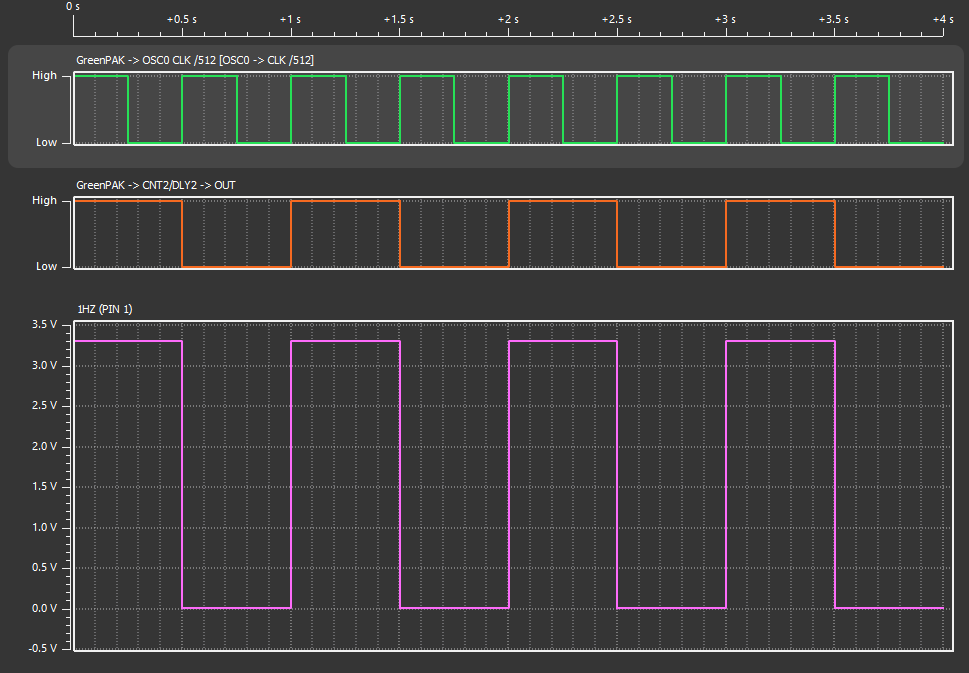 0 s
+0.5 s +1 s +1.5 s +2 s +2.5 s +3 s +3.5 s +4 s
GreenPAK -> OSC0 CLK /512 [OSC0 -> CLK /512]
High
Low
GreenPAK -> CNT2/DLY2 -> OUT
High
Low
1HZ (PIN 1)
3.5 V
3.0 V
2.5 V
2.0 V
1.5 V
1.0 V
0.5 V
0.0 V
-0.5 V